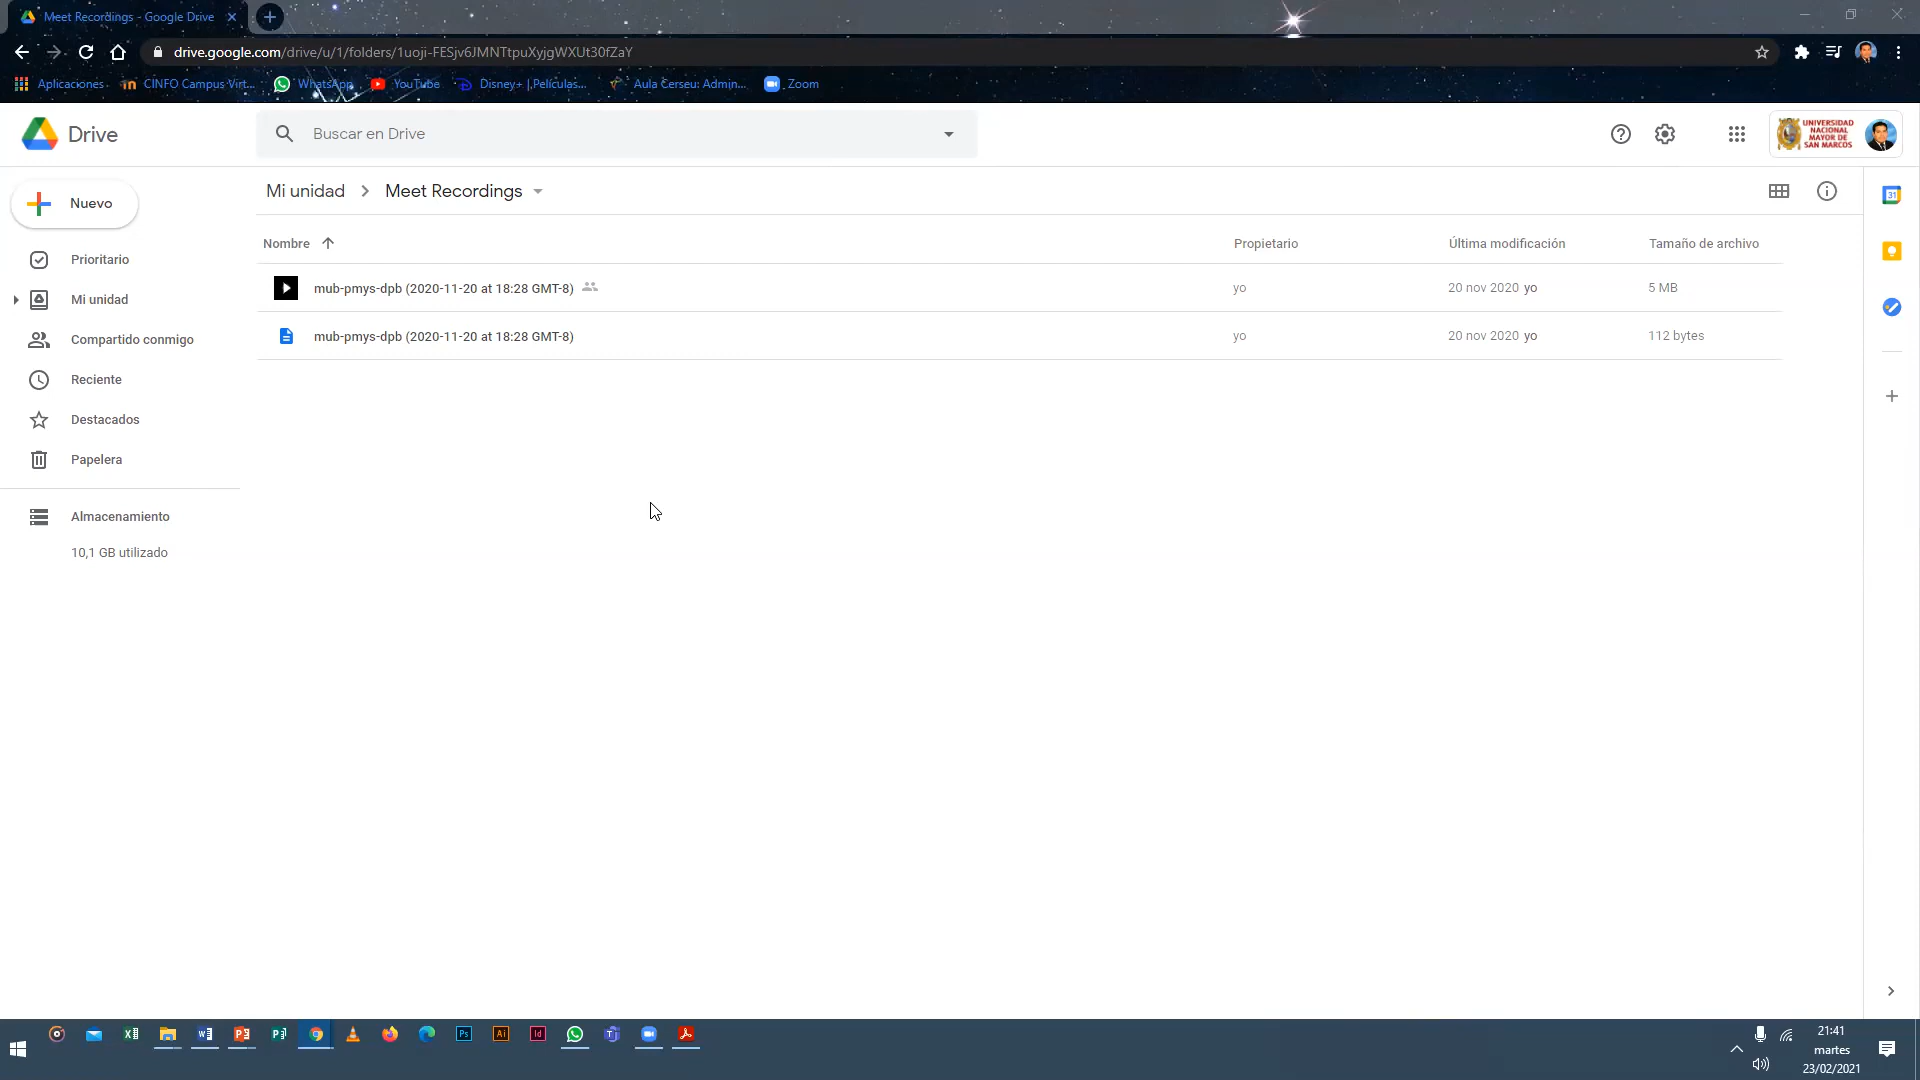 Meet Recordings - Google Drive
drive.google.com/drive/u/1/folders/1uoji-FESjv6JMNTtpuXyjgWXUt30fZaY
Aplicaciones
CINFO Campus Virt...
WhatsApp
YouTube
Disney+ | Películas...
Aula Cerseu: Admin...
Zoom
Drive
Buscar en Drive
UNIVERSIDAD
NACIONAL
MAYOR DE
SAN MARCOS
Nuevo
Mi unidad > Meet Recordings
Nombre
Propietario
Última modificación
Tamaño de archivo
mub-pmys-dpb (2020-11-20 at 18:28 GMT-8)
yo
20 nov 2020 yo
5 MB
mub-pmys-dpb (2020-11-20 at 18:28 GMT-8)
yo
20 nov 2020 yo
112 bytes
Prioritario
Mi unidad
Compartido conmigo
Reciente
Destacados
Papelera
Almacenamiento
10,1 GB utilizado
31
Ps
Ai
Id
21:41
martes
23/02/2021